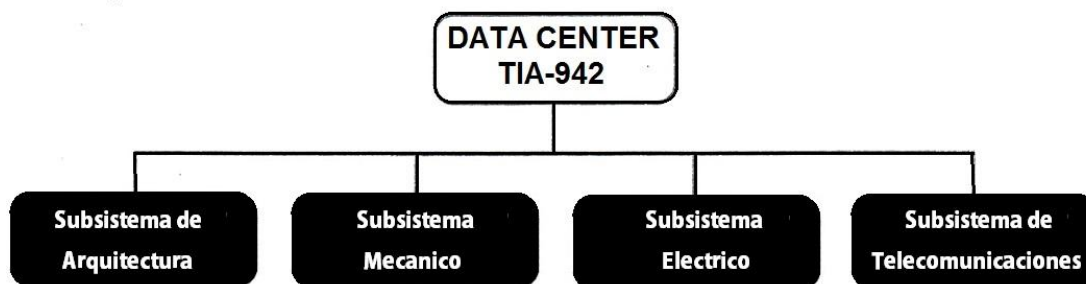 DATA CENTER
TIA-942
Subsistema de
Arquitectura
Subsistema
Mecanico
Subsistema
Electrico
Subsistema de
Telecomunicaciones